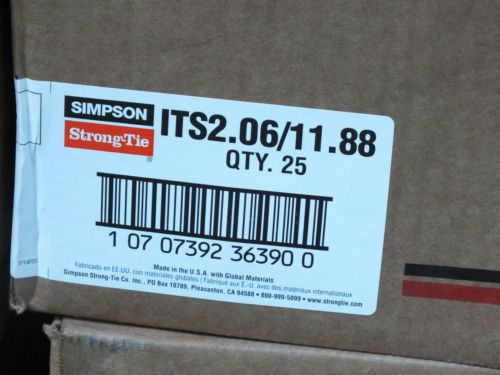 SIMPSON
Strong-Tie
®
ITS2.06/11.88
QTY. 25
1 07 07392 36390 0
Made in the U.S.A. with Global Materials
Fabricado en EE.UU. con materiales globales | Fabriqué aux É.-U. avec des matériaux internationaux
Simpson Strong-Tie Co. Inc., PO Box 10789, Pleasanton, CA 94588 • 800-999-5099 • www.strongtie.com